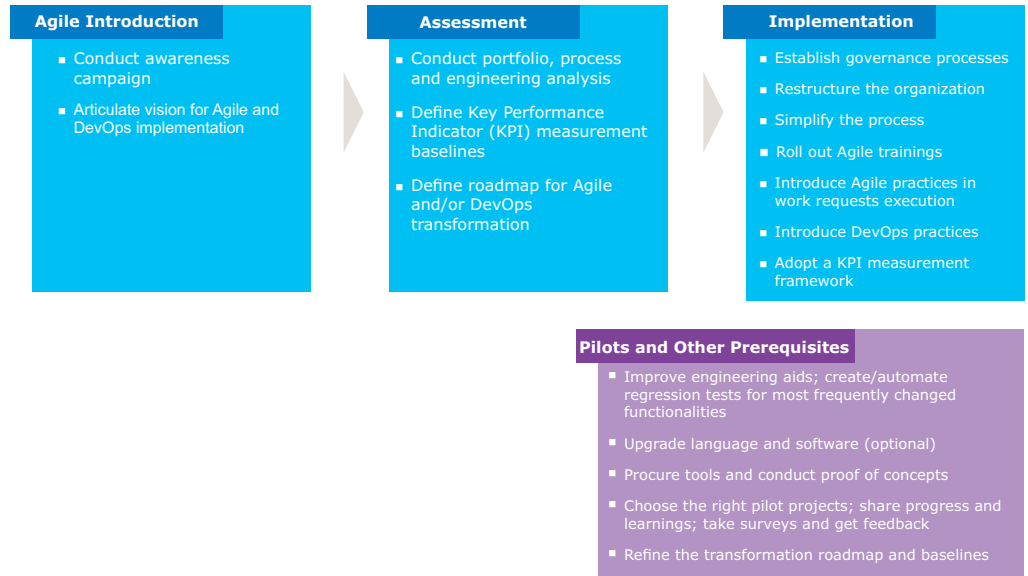 Agile Introduction
▪ Conduct awareness
campaign
▪ Articulate vision for Agile and
DevOps implementation
Assessment
▪ Conduct portfolio, process
and engineering analysis
▪ Define Key Performance
Indicator (KPI) measurement
baselines
▪ Define roadmap for Agile
and/or DevOps
transformation
Implementation
▪ Establish governance processes
▪ Restructure the organization
▪ Simplify the process
▪ Roll out Agile trainings
▪ Introduce Agile practices in
work requests execution
▪ Introduce DevOps practices
▪ Adopt a KPI measurement
framework
Pilots and Other Prerequisites
▪ Improve engineering aids; create/automate
regression tests for most frequently changed
functionalities
▪ Upgrade language and software (optional)
▪ Procure tools and conduct proof of concepts
▪ Choose the right pilot projects; share progress and
learnings; take surveys and get feedback
▪ Refine the transformation roadmap and baselines